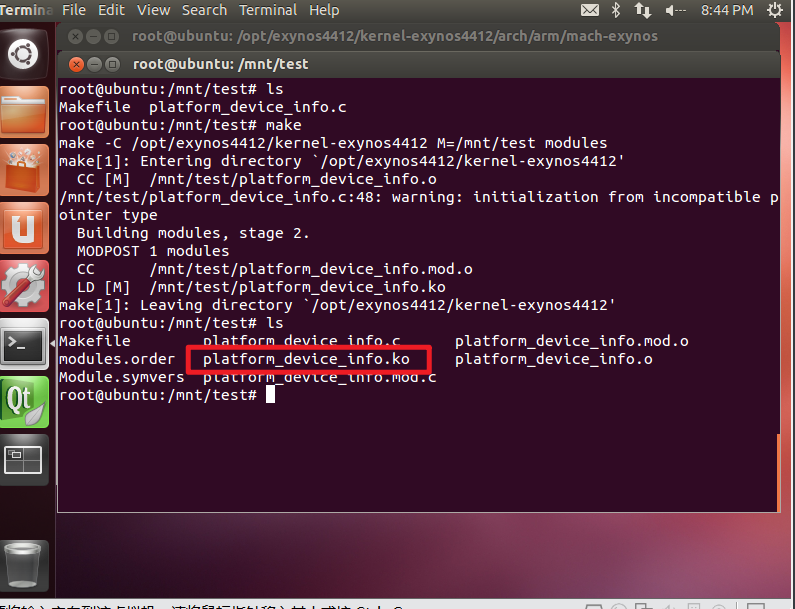 Termina File Edit View Search Terminal Help 8:44 PM
root@ubuntu: /opt/exynos4412/kernel-exynos4412/arch/arm/mach-exynos
root@ubuntu: /mnt/test
root@ubuntu:/mnt/test# ls
Makefile platform_device_info.c
root@ubuntu:/mnt/test# make
make -C /opt/exynos4412/kernel-exynos4412 M=/mnt/test modules
make[1]: Entering directory `/opt/exynos4412/kernel-exynos4412'
CC [M] /mnt/test/platform_device_info.o
/mnt/test/platform_device_info.c:48: warning: initialization from incompatible p
ointer type
Building modules, stage 2.
MODPOST 1 modules
CC /mnt/test/platform_device_info.mod.o
LD [M] /mnt/test/platform_device_info.ko
make[1]: Leaving directory `/opt/exynos4412/kernel-exynos4412'
root@ubuntu:/mnt/test# ls
Makefile platform_device_info.c platform_device_info.mod.o
modules.order platform_device_info.ko platform_device_info.o
Module.symvers platform_device_info.mod.c
root@ubuntu:/mnt/test#
Qt